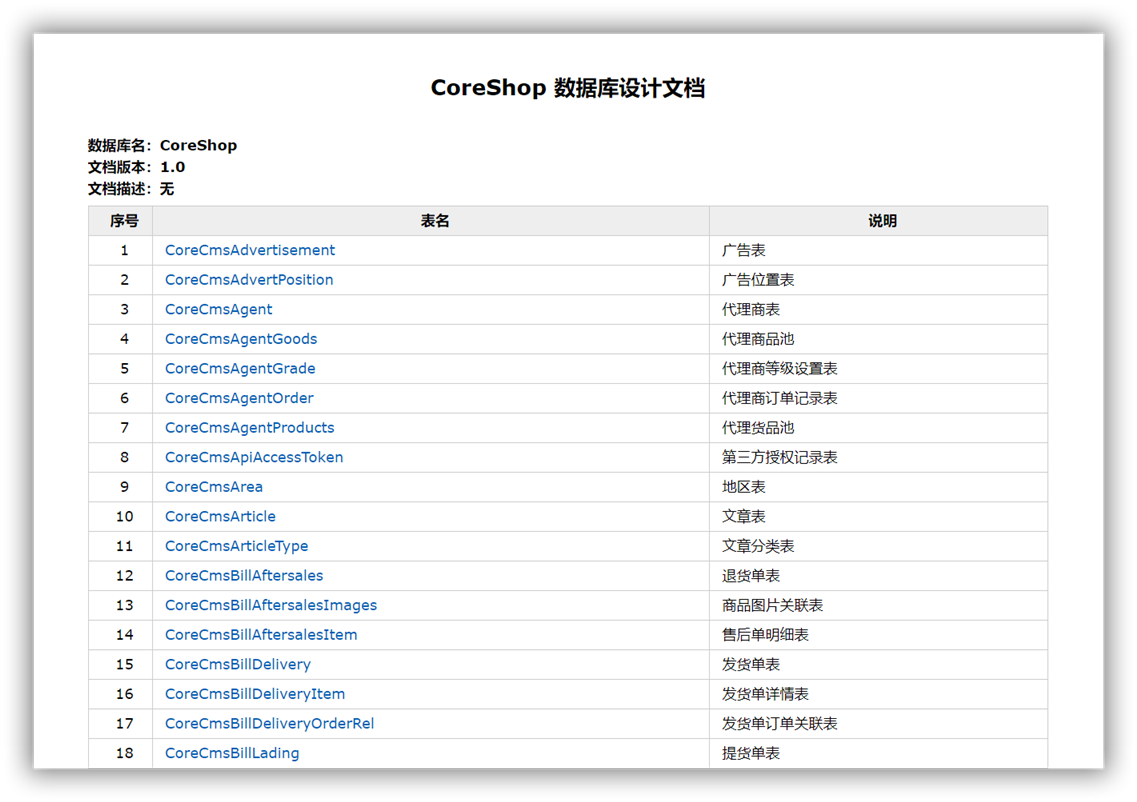 CoreShop 数据库设计文档
数据库名：CoreShop
文档版本：1.0
文档描述：无
序号 表名 说明
1 CoreCmsAdvertisement 广告表
2 CoreCmsAdvertPosition 广告位置表
3 CoreCmsAgent 代理商表
4 CoreCmsAgentGoods 代理商品池
5 CoreCmsAgentGrade 代理商等级设置表
6 CoreCmsAgentOrder 代理商订单记录表
7 CoreCmsAgentProducts 代理货品池
8 CoreCmsApiAccessToken 第三方授权记录表
9 CoreCmsArea 地区表
10 CoreCmsArticle 文章表
11 CoreCmsArticleType 文章分类表
12 CoreCmsBillAftersales 退货单表
13 CoreCmsBillAftersalesImages 商品图片关联表
14 CoreCmsBillAftersalesItem 售后单明细表
15 CoreCmsBillDelivery 发货单表
16 CoreCmsBillDeliveryItem 发货单详情表
17 CoreCmsBillDeliveryOrderRel 发货单订单关联表
18 CoreCmsBillLading 提货单表